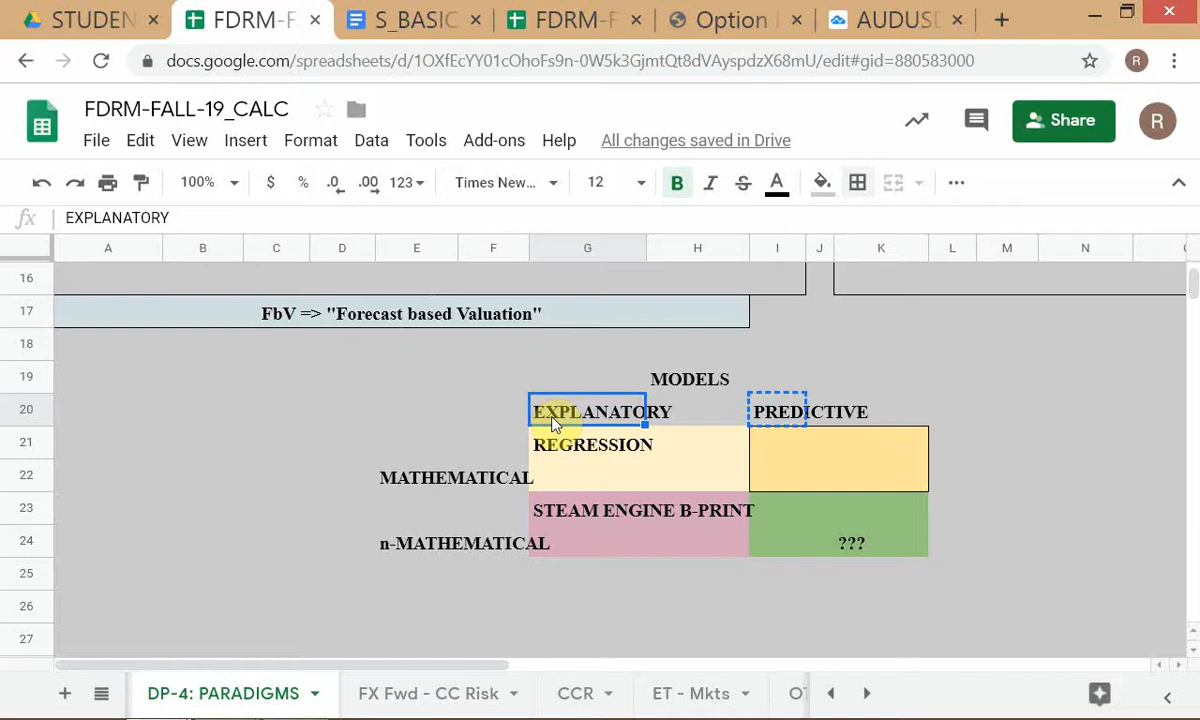 STUDEN
FDRM-F
S_BASIC
FDRM-F
Option
AUDUSD
docs.google.com/spreadsheets/d/1OXfEcYY01cOhoFs9n-0W5k3GjmtQt8dVAyspdzX68mU/edit#gid=880583000
R
FDRM-FALL-19_CALC
File Edit View Insert Format Data Tools Add-ons Help All changes saved in Drive
Share
R
100% $ % .0 .00 123 Times New... 12 B I S A
fx EXPLANATORY
A B C D E F G H I J K L M N
16
17 FbV => "Forecast based Valuation"
18
19 MODELS
20 EXPLANATORY PREDICTIVE
21 REGRESSION
22 MATHEMATICAL
23 STEAM ENGINE B-PRINT
24 n-MATHEMATICAL ???
25
26
27
DP-4: PARADIGMS FX Fwd - CC Risk CCR ET - Mkts